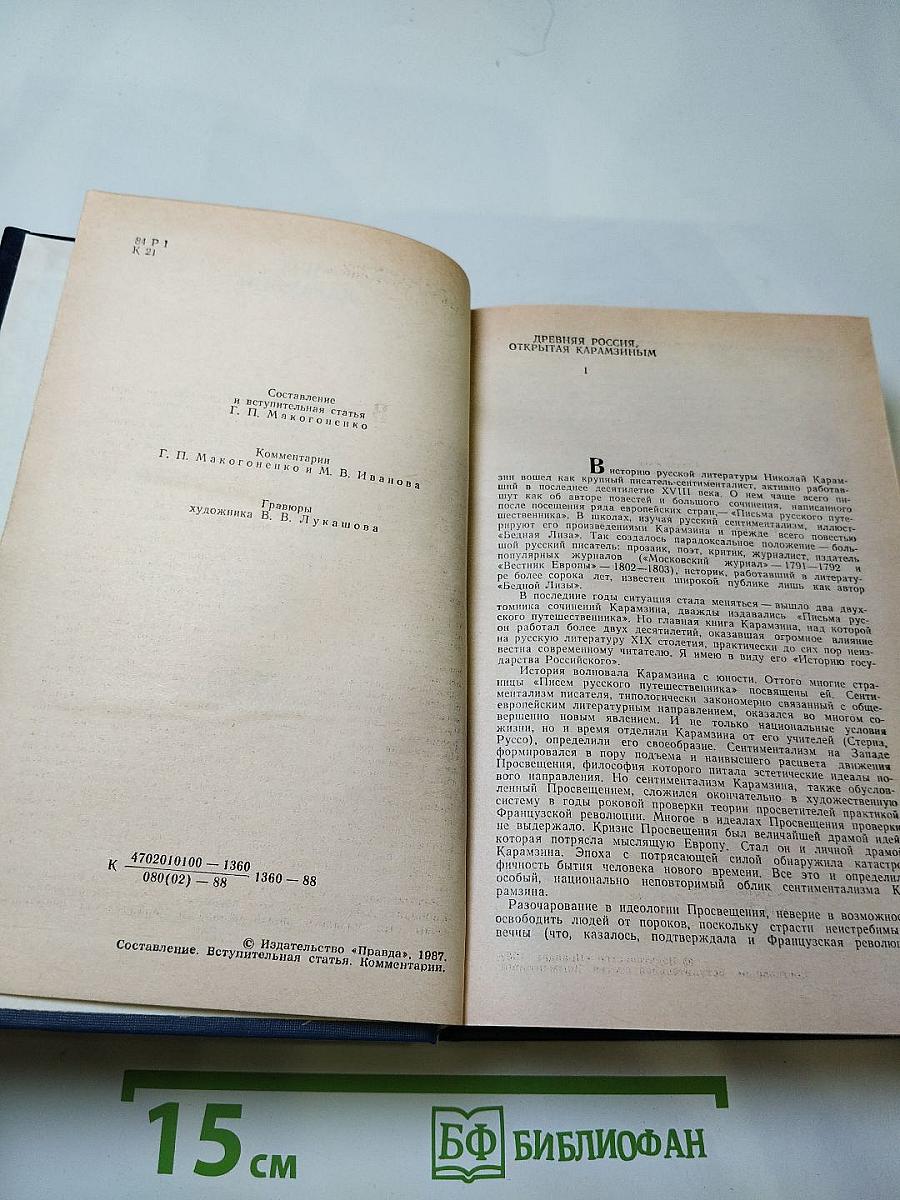 84 Р 1
К 21
Составление
и вступительная статья
Г. П. Макогоненко
Комментарии
Г. П. Макогоненко и М. В. Иванова
Гравюры
художника В. В. Лукашова
К 4702010100—1360
080(02)—88 1360—88
© Издательство «Правда», 1987.
Составление. Вступительная статья. Комментарии.
ДРЕВНЯЯ РОССИЯ,
ОТКРЫТАЯ КАРАМЗИНЫМ
1
В историю русской литературы Николай Карам-
зин вошел как крупный писатель-сентименталист, активно работав-
ший в последнее десятилетие XVIII века. О нем чаще всего пи-
шут как об авторе повестей и большого сочинения, написанного
после посещения ряда европейских стран,— «Письма русского путе-
шественника». В школах, изучая русский сентиментализм, иллюст-
рируют его произведениями Карамзина и прежде всего повестью
«Бедная Лиза». Так создалось парадоксальное положение — боль-
шой русский писатель: прозаик, поэт, критик, журналист, издатель
популярных журналов («Московский журнал» — 1791—1792 и
«Вестник Европы» — 1802—1803), историк, работавший в литерату-
ре более сорока лет, известен широкой публике лишь как автор
«Бедной Лизы».
В последние годы ситуация стала меняться — вышло два двух-
томника сочинений Карамзина, дважды издавались «Письма рус-
ского путешественника». Но главная книга Карамзина, над которой
он работал более двух десятилетий, оказавшая огромное влияние
на русскую литературу XIX столетия, практически до сих пор неиз-
вестна современному читателю. Я имею в виду его «Историю госу-
дарства Российского».
История волновала Карамзина с юности. Оттого многие стра-
ницы «Писем русского путешественника» посвящены ей. Сенти-
ментализм писателя, типологически закономерно связанный с обще-
европейским литературным направлением, оказался во многом со-
вершенно новым явлением. И не только национальные условия
жизни, но и время отделили Карамзина от его учителей (Стерна,
Руссо), определили его своеобразие. Сентиментализм на Западе
формировался в пору подъема и наивысшего расцвета движения
Просвещения, философия которого питала эстетические идеалы но-
вого направления. Но сентиментализм Карамзина, также обуслов-
ленный Просвещением, сложился окончательно в художественную
систему в годы роковой проверки теории просветителей практикой
Французской революции. Многое в идеалах Просвещения проверки
не выдержало. Кризис Просвещения был величайшей драмой идей,
которая потрясла мыслящую Европу. Стал он и личной драмой
Карамзина. Эпоха с потрясающей силой обнаружила катастро
фичность бытия человека нового времени. Все это и определил
особый, национально неповторимый облик сентиментализма К
рамзина.
Разочарование в идеологии Просвещения, неверие в возможнос
освободить людей от пороков, поскольку страсти неистребимы
вечны (что, казалось, подтверждала и Французская революц
15 см
БФ БИБЛИОФАН